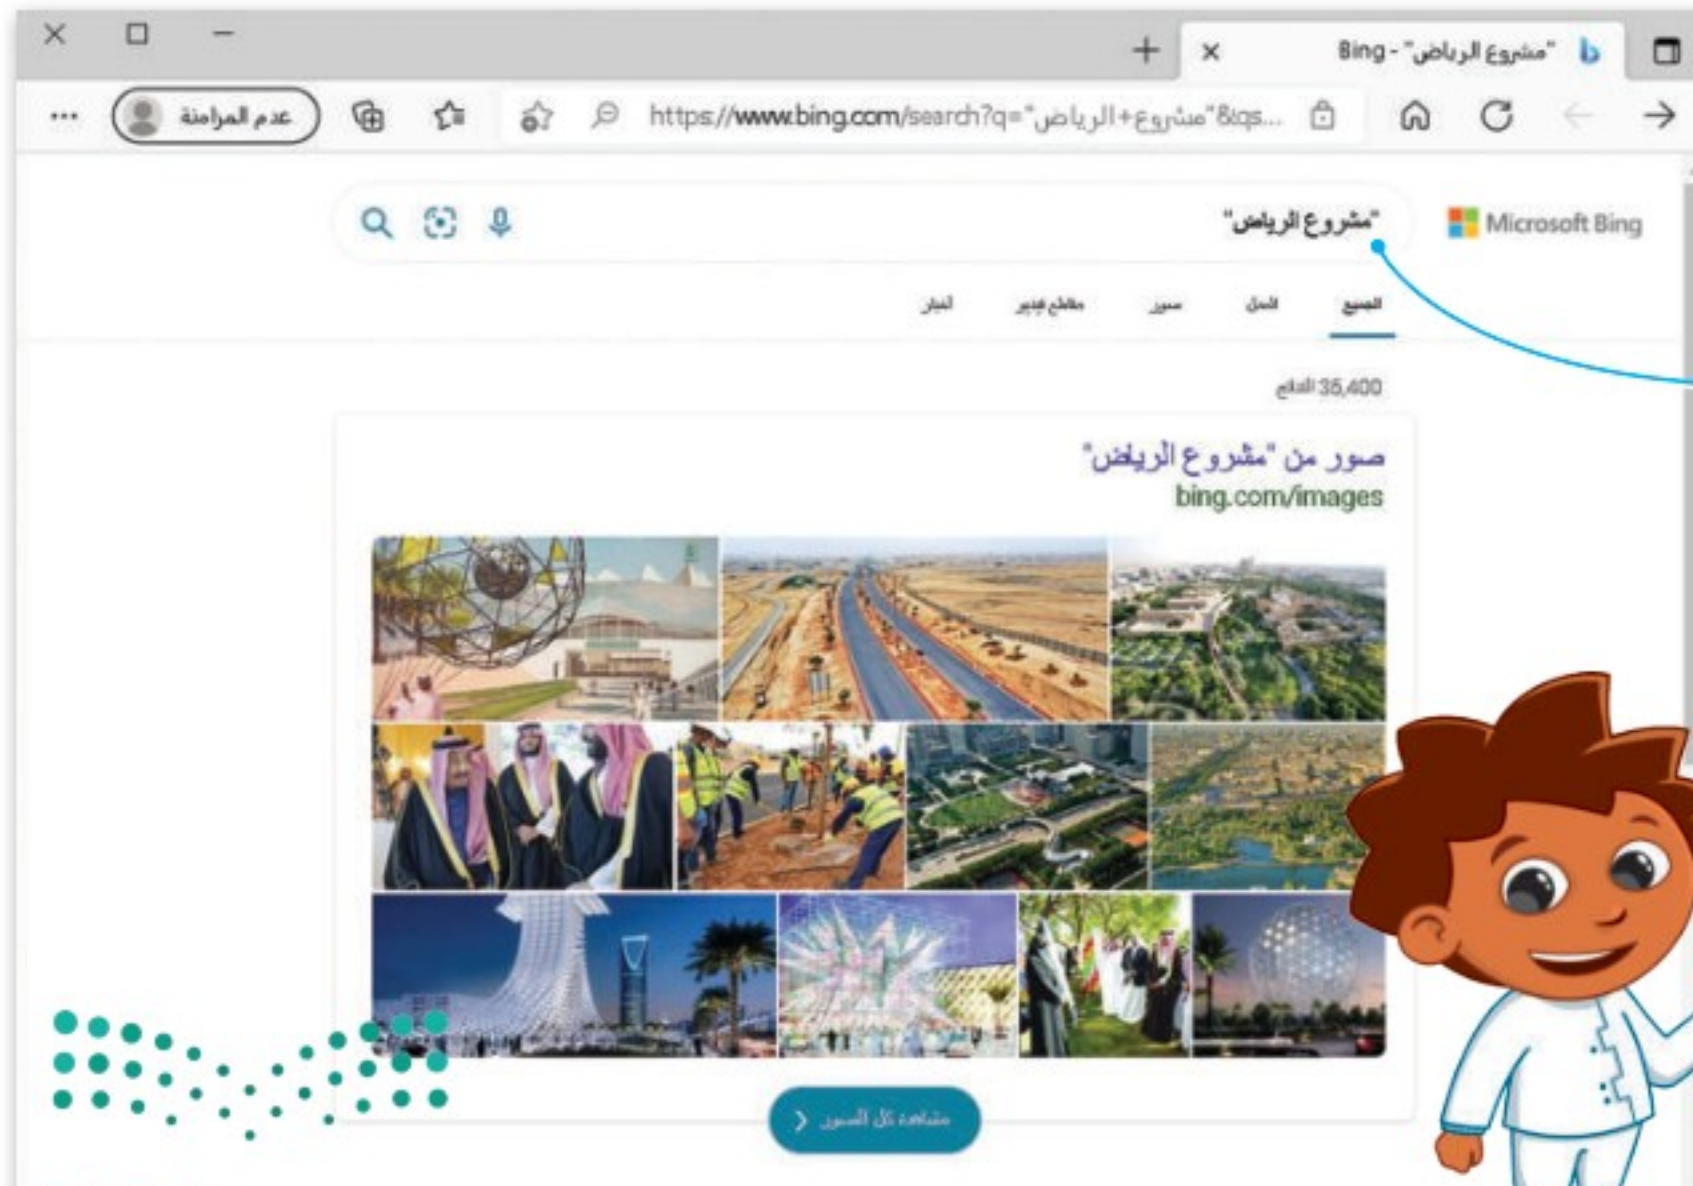 "مشروع الرياض" - Bing
https://www.bing.com/search?q="مشروع+الرياض"&qs...
عدم المزامنة
Microsoft Bing
"مشروع الرياض"
الجميع العمل صور مقاطع فيديو أخبار
35,400 النتائج
صور من "مشروع الرياض"
bing.com/images
مشاهدة كل الصور